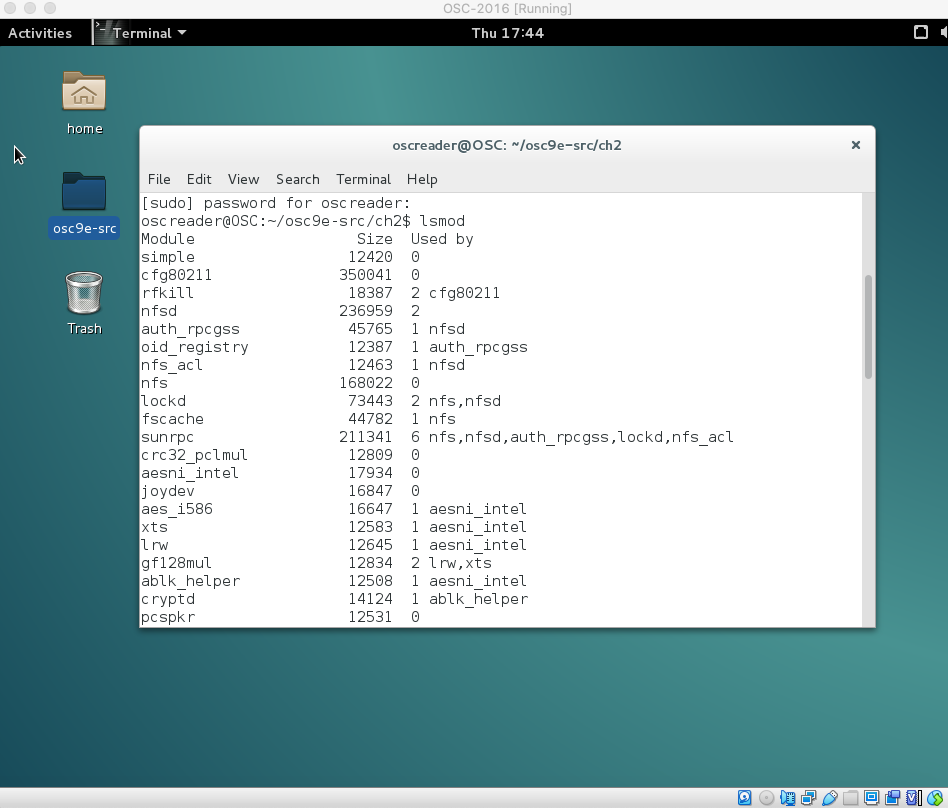 OSC-2016 [Running]
Activities Terminal Thu 17:44
home
osc9e-src
Trash
oscreader@OSC: ~/osc9e-src/ch2
File Edit View Search Terminal Help
[sudo] password for oscreader:
oscreader@OSC:~/osc9e-src/ch2$ lsmod
Module Size Used by
simple 12420 0
cfg80211 350041 0
rfkill 18387 2 cfg80211
nfsd 236959 2
auth_rpcgss 45765 1 nfsd
oid_registry 12387 1 auth_rpcgss
nfs_acl 12463 1 nfsd
nfs 168022 0
lockd 73443 2 nfs,nfsd
fscache 44782 1 nfs
sunrpc 211341 6 nfs,nfsd,auth_rpcgss,lockd,nfs_acl
crc32_pclmul 12809 0
aesni_intel 17934 0
joydev 16847 0
aes_i586 16647 1 aesni_intel
xts 12583 1 aesni_intel
lrw 12645 1 aesni_intel
gf128mul 12834 2 lrw,xts
ablk_helper 12508 1 aesni_intel
cryptd 14124 1 ablk_helper
pcspkr 12531 0